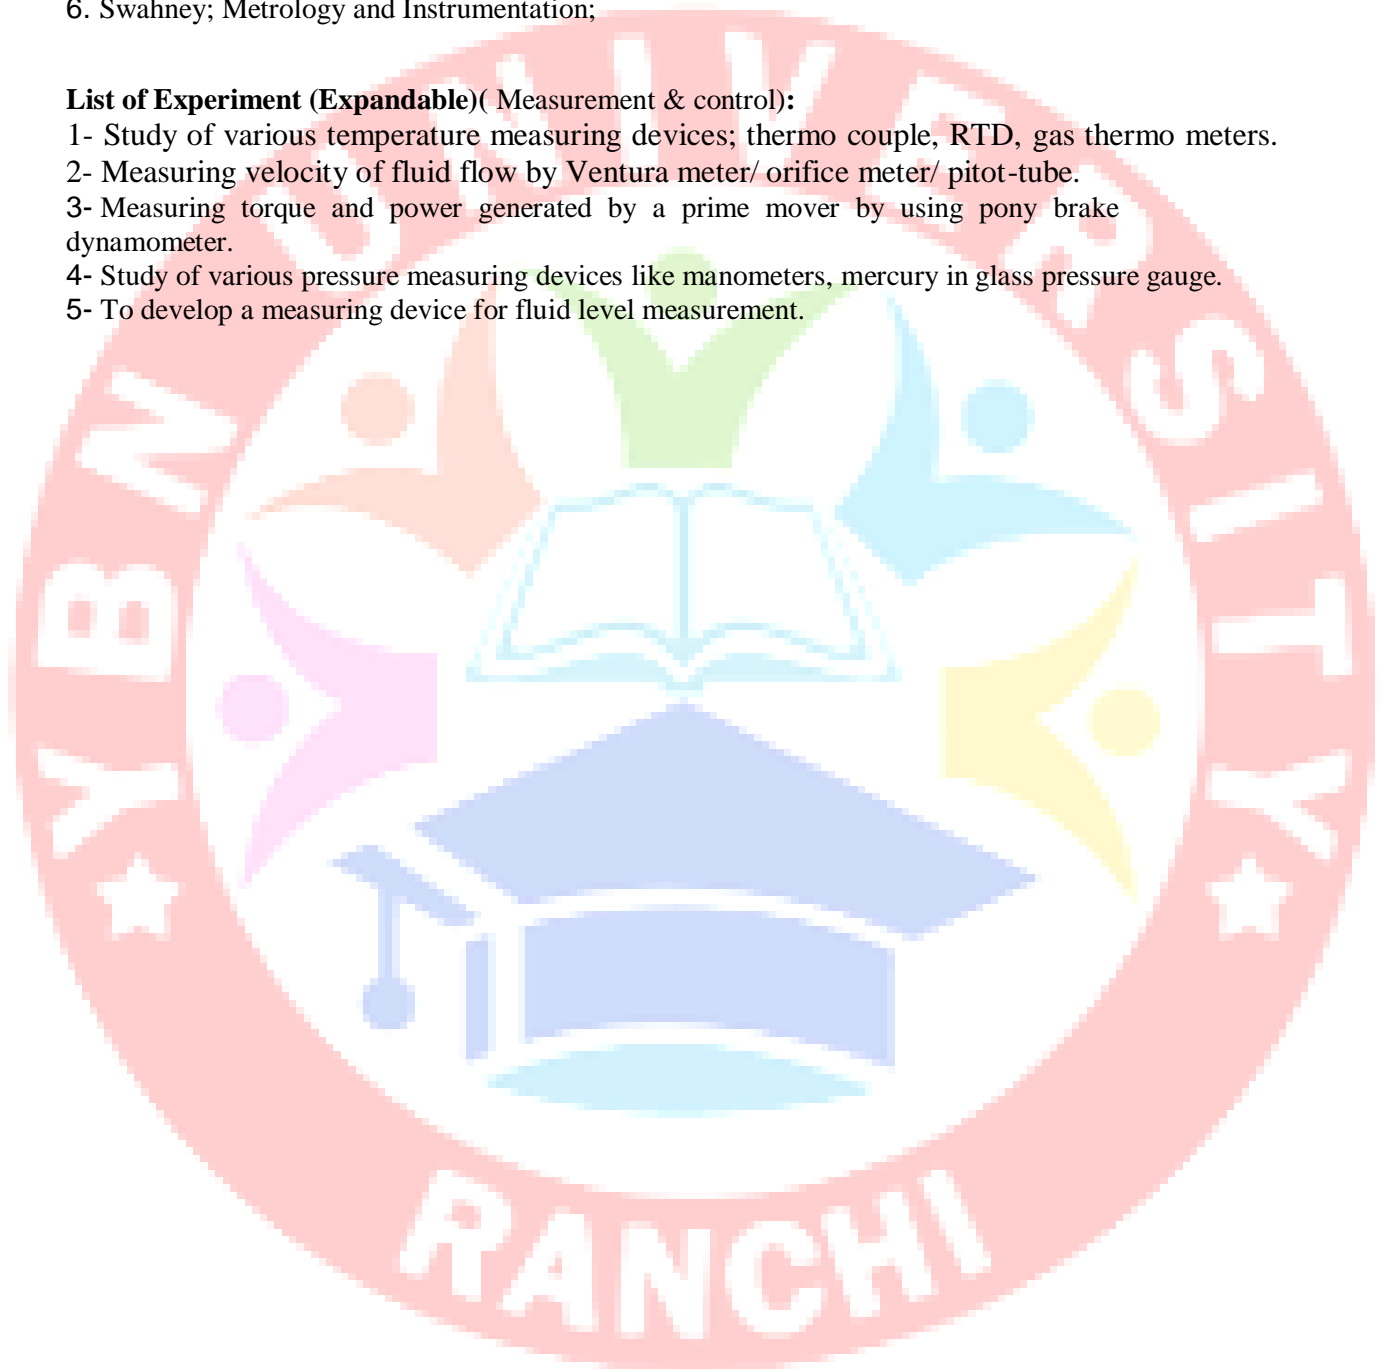 6. Swahney; Metrology and Instrumentation;
List of Experiment (Expandable)( Measurement & control):
1- Study of various temperature measuring devices; thermo couple, RTD, gas thermo meters.
2- Measuring velocity of fluid flow by Ventura meter/ orifice meter/ pitot-tube.
3- Measuring torque and power generated by a prime mover by using pony brake
dynamometer.
4- Study of various pressure measuring devices like manometers, mercury in glass pressure gauge.
5- To develop a measuring device for fluid level measurement.
YBN UNIVERSITY
RANCHI